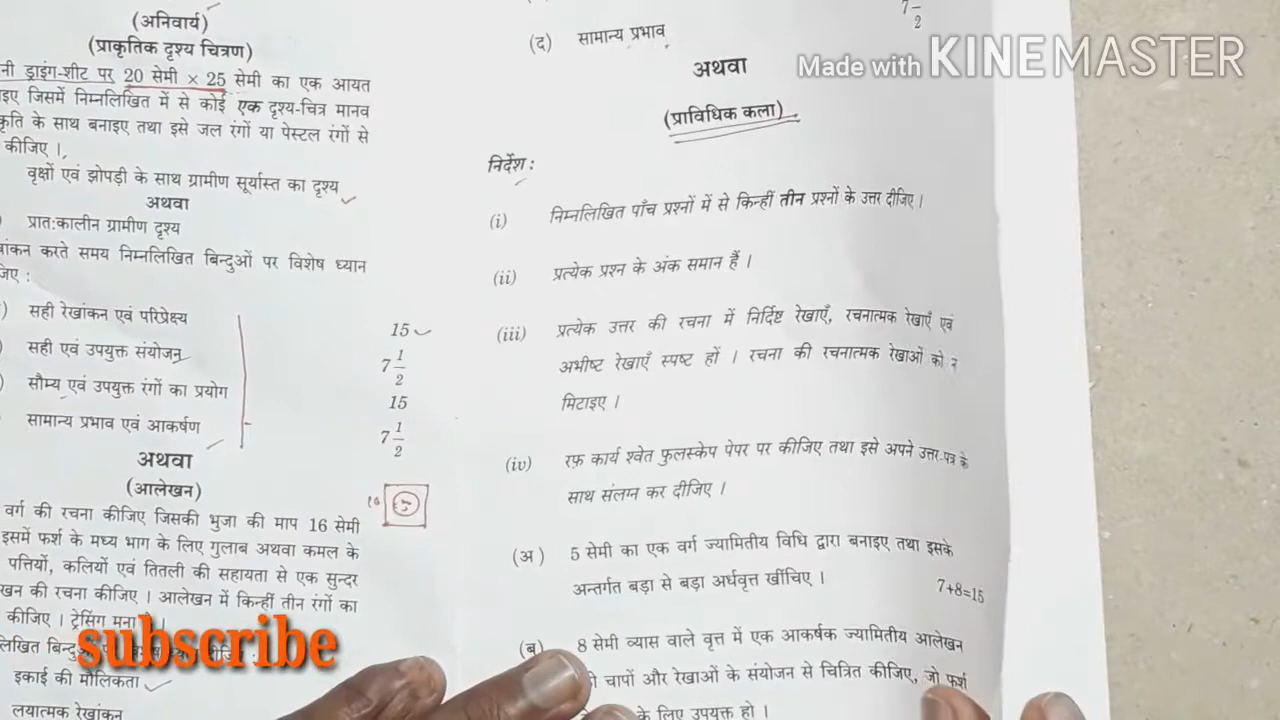 (अनिवार्य)
(प्राकृतिक दृश्य चित्रण)
नी ड्राइंग-शीट पर 20 सेमी × 25 सेमी का एक आयत
इए जिसमें निम्नलिखित में से कोई एक दृश्य-चित्र मानव
कृति के साथ बनाइए तथा इसे जल रंगों या पेस्टल रंगों से
कीजिए ।
वृक्षों एवं झोपड़ी के साथ ग्रामीण सूर्यास्त का दृश्य
अथवा
प्रात:कालीन ग्रामीण दृश्य
ांकन करते समय निम्नलिखित बिन्दुओं पर विशेष ध्यान
जिए :
) सही रेखांकन एवं परिप्रेक्ष्य 15
) सही एवं उपयुक्त संयोजन 7 1/2
) सौम्य एवं उपयुक्त रंगों का प्रयोग 15
सामान्य प्रभाव एवं आकर्षण 7 1/2
अथवा
(आलेखन)
वर्ग की रचना कीजिए जिसकी भुजा की माप 16 सेमी
इसमें फर्श के मध्य भाग के लिए गुलाब अथवा कमल के
पत्तियों, कलियों एवं तितली की सहायता से एक सुन्दर
खन की रचना कीजिए । आलेखन में किन्हीं तीन रंगों का
कीजिए । ट्रेसिंग मना
लिखित
इकाई की मौलिकता
लयात्मक रेखांकन
16
subscribe
7 1/2
(द) सामान्य प्रभाव
अथवा
(प्राविधिक कला)
निर्देश :
(i) निम्नलिखित पाँच प्रश्नों में से किन्हीं तीन प्रश्नों के उत्तर दीजिए ।
(ii) प्रत्येक प्रश्न के अंक समान हैं ।
(iii) प्रत्येक उत्तर की रचना में निर्दिष्ट रेखाएँ, रचनात्मक रेखाएँ एवं
अभीष्ट रेखाएँ स्पष्ट हों । रचना की रचनात्मक रेखाओं को न
मिटाइए ।
(iv) रफ़ कार्य श्वेत फुलस्केप पेपर पर कीजिए तथा इसे अपने उत्तर-पत्र के
साथ संलग्न कर दीजिए ।
(अ) 5 सेमी का एक वर्ग ज्यामितीय विधि द्वारा बनाइए तथा इसके
अन्तर्गत बड़ा से बड़ा अर्धवृत्त खींचिए ।
7+8=15
(ब) 8 सेमी व्यास वाले वृत्त में एक आकर्षक ज्यामितीय आलेखन
चापों और रेखाओं के संयोजन से चित्रित कीजिए, जो फर्श
के लिए उपयुक्त हो ।
Made with KINEMASTER